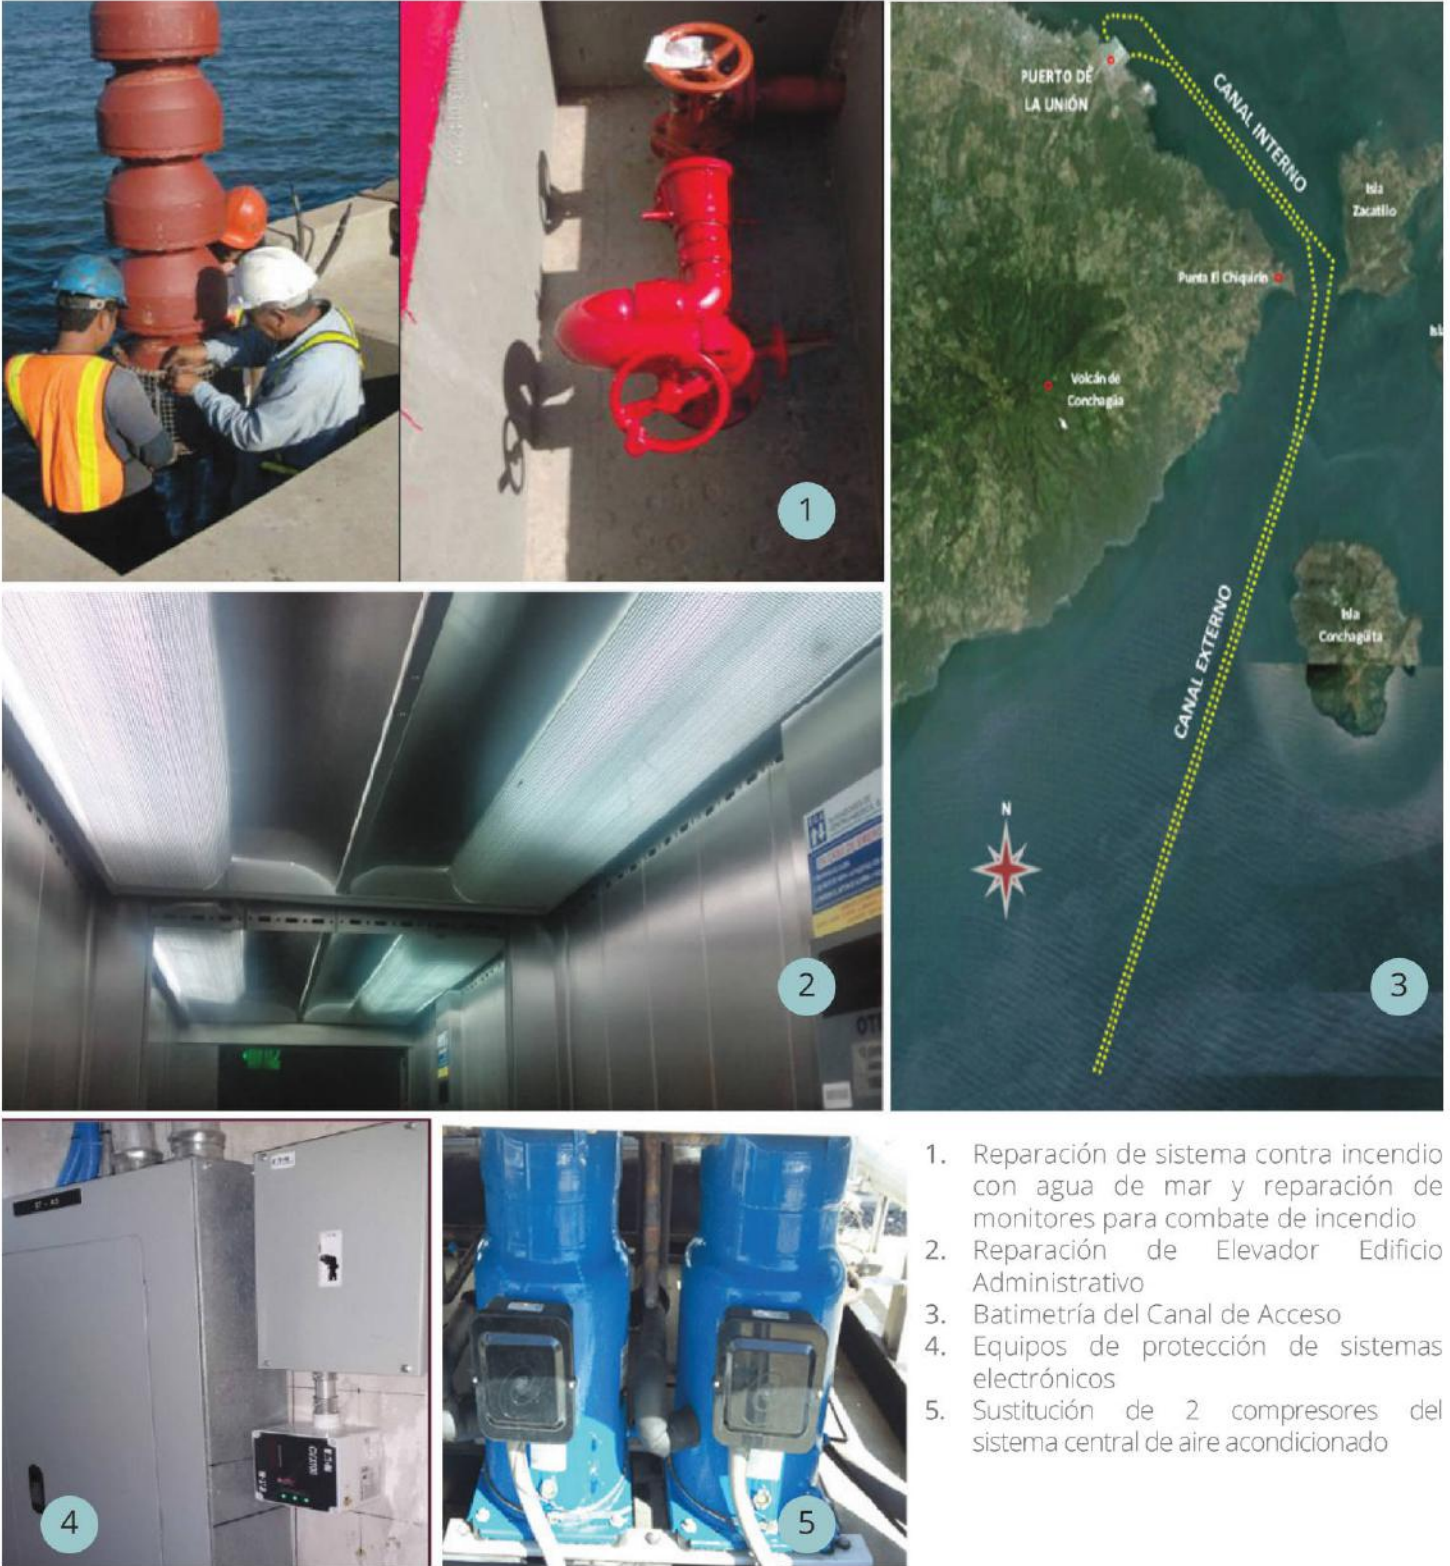 PUERTO DE
LA UNIÓN
CANAL INTERNO
Isla
Zacatillo
Punta El Chiquirín
Volcán de
Conchagüa
Isla
Conchagüita
CANAL EXTERNO
N
1
2
3
4
5
1. Reparación de sistema contra incendio
con agua de mar y reparación de
monitores para combate de incendio
2. Reparación de Elevador Edificio
Administrativo
3. Batimetría del Canal de Acceso
4. Equipos de protección de sistemas
electrónicos
5. Sustitución de 2 compresores del
sistema central de aire acondicionado